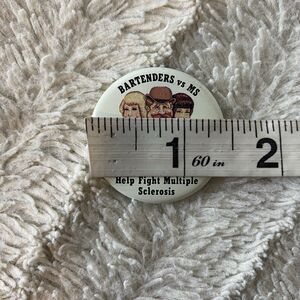 BARTENDERS vs MS
1 60 in 2
Help Fight Multiple
Sclerosis